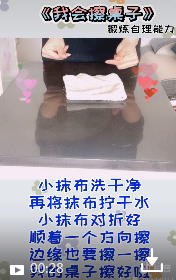 《我会擦桌子》
锻炼自理能力
小抹布洗干净
再将抹布拧干水
小抹布对折好
顺着一个方向擦
边缘也要擦一擦
我的桌子擦好啦
00:28